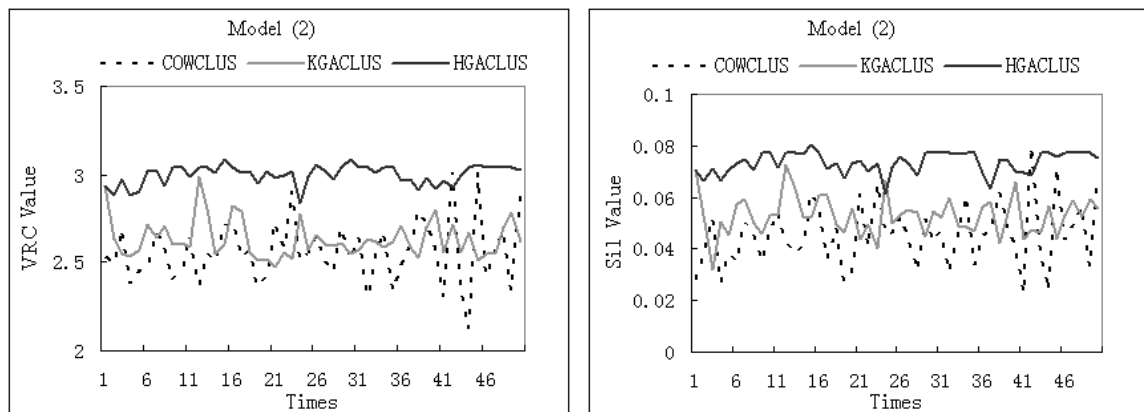 Model (2)
COWCLUS KGACLUS HGACLUS
3.5
3
2.5
2
VRC Value
1 6 11 16 21 26 31 36 41 46
Times
Model (2)
COWCLUS KGACLUS HGACLUS
0.1
0.08
0.06
0.04
0.02
0
Sil Value
1 6 11 16 21 26 31 36 41 46
Times